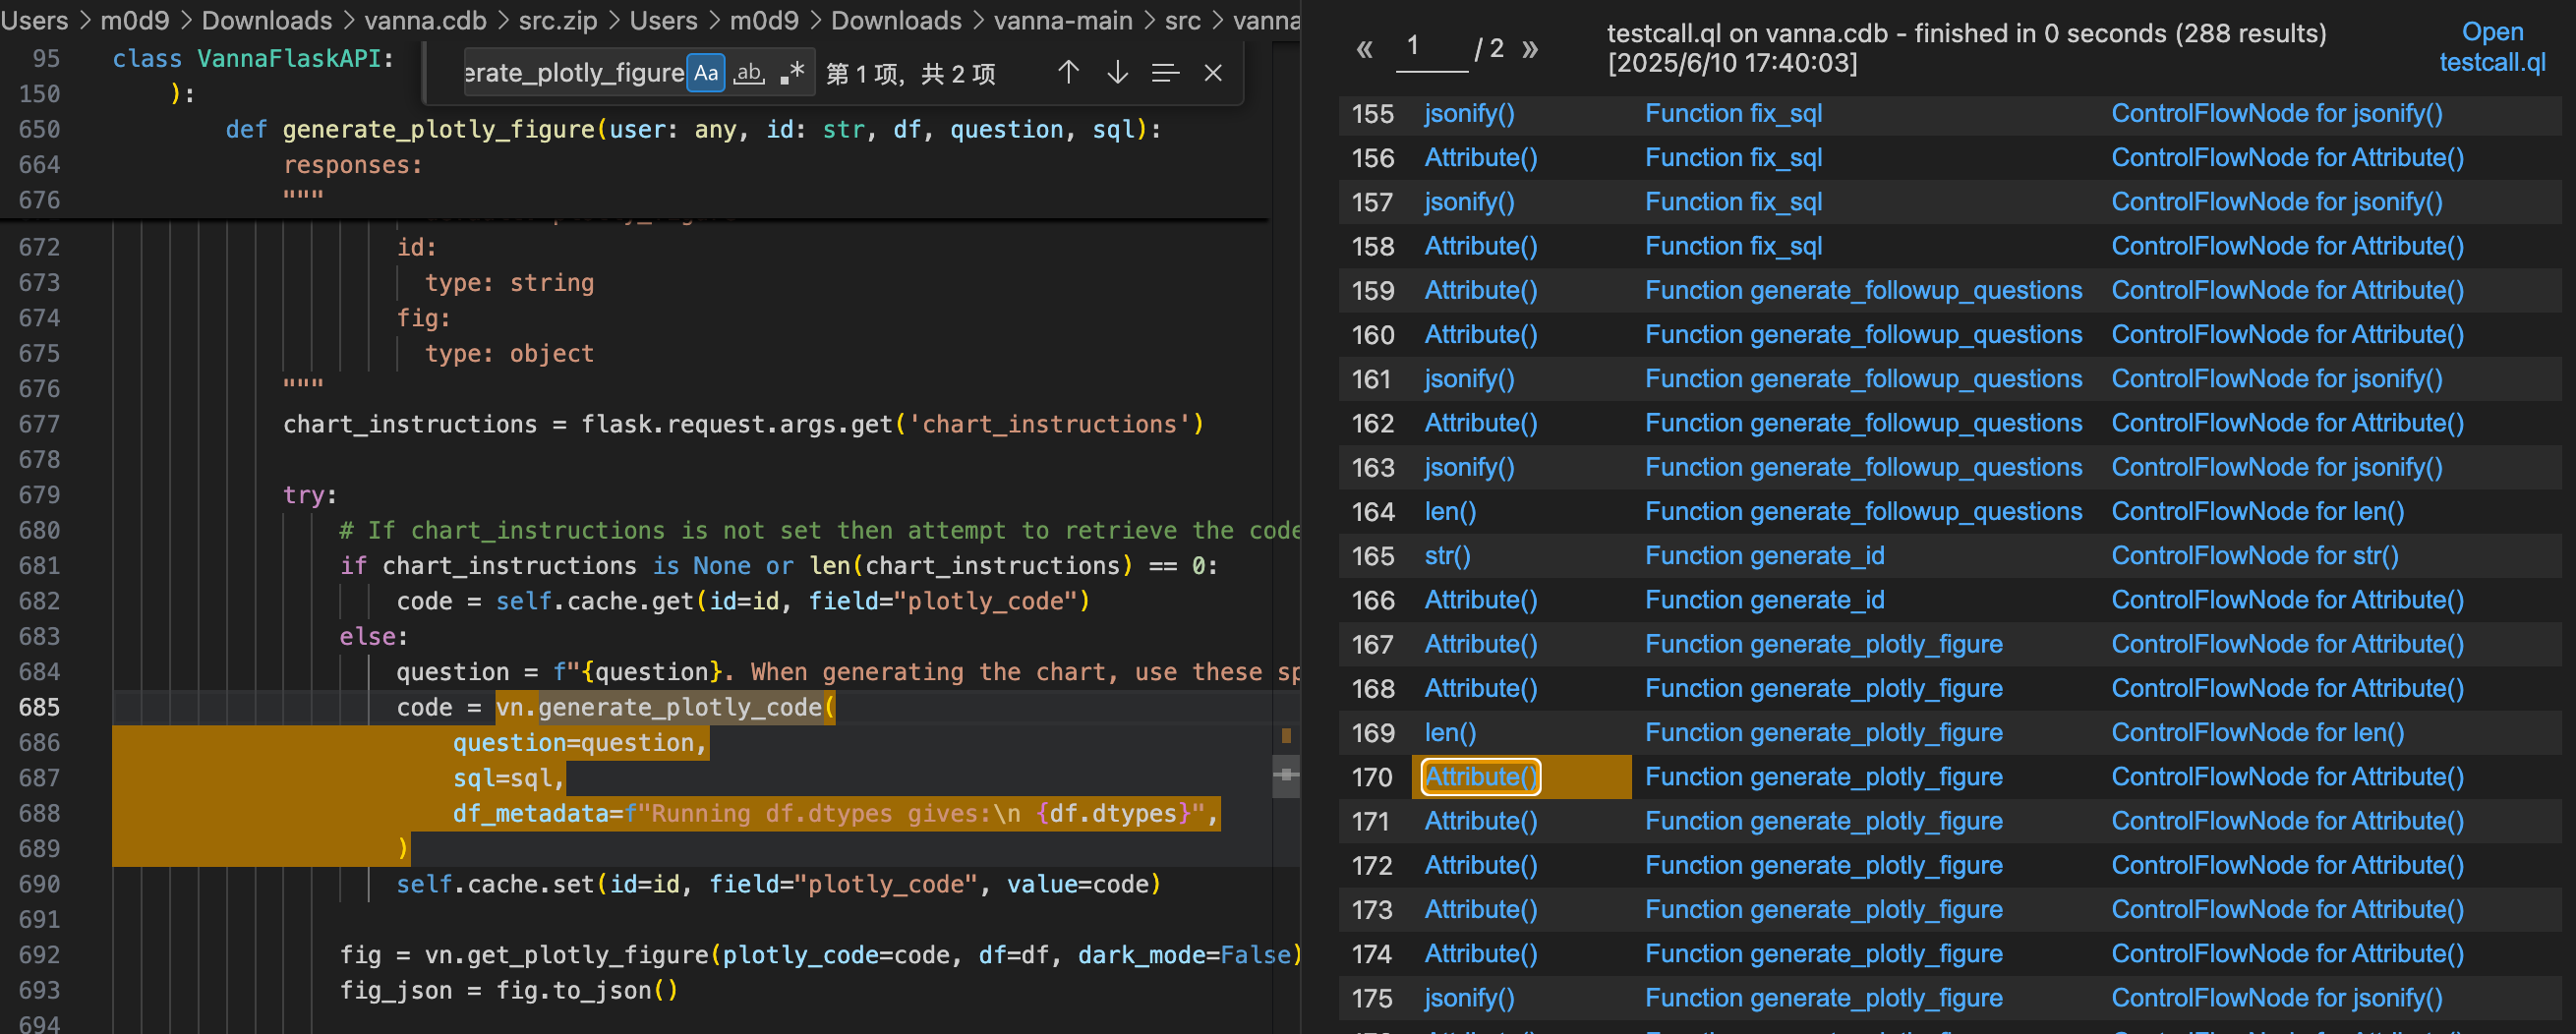 Users > m0d9 > Downloads > vanna.cdb > src.zip > Users > m0d9 > Downloads > vanna-main > src > vanna
95 class VannaFlaskAPI:
erate_plotly_figure Aa ab .* 第 1 项，共 2 项
150 ):
650 def generate_plotly_figure(user: any, id: str, df, question, sql):
664 responses:
676 """
672 id:
673 type: string
674 fig:
675 type: object
676 """
677 chart_instructions = flask.request.args.get('chart_instructions')
678
679 try:
680 # If chart_instructions is not set then attempt to retrieve the code
681 if chart_instructions is None or len(chart_instructions) == 0:
682 code = self.cache.get(id=id, field="plotly_code")
683 else:
684 question = f"{question}. When generating the chart, use these sp
685 code = vn.generate_plotly_code(
686 question=question,
687 sql=sql,
688 df_metadata=f"Running df.dtypes gives:\n {df.dtypes}",
689 )
690 self.cache.set(id=id, field="plotly_code", value=code)
691
692 fig = vn.get_plotly_figure(plotly_code=code, df=df, dark_mode=False)
693 fig_json = fig.to_json()
694
« 1 / 2 »
testcall.ql on vanna.cdb - finished in 0 seconds (288 results)
[2025/6/10 17:40:03]
Open
testcall.ql
155 jsonify() Function fix_sql ControlFlowNode for jsonify()
156 Attribute() Function fix_sql ControlFlowNode for Attribute()
157 jsonify() Function fix_sql ControlFlowNode for jsonify()
158 Attribute() Function fix_sql ControlFlowNode for Attribute()
159 Attribute() Function generate_followup_questions ControlFlowNode for Attribute()
160 Attribute() Function generate_followup_questions ControlFlowNode for Attribute()
161 jsonify() Function generate_followup_questions ControlFlowNode for jsonify()
162 Attribute() Function generate_followup_questions ControlFlowNode for Attribute()
163 jsonify() Function generate_followup_questions ControlFlowNode for jsonify()
164 len() Function generate_followup_questions ControlFlowNode for len()
165 str() Function generate_id ControlFlowNode for str()
166 Attribute() Function generate_id ControlFlowNode for Attribute()
167 Attribute() Function generate_plotly_figure ControlFlowNode for Attribute()
168 Attribute() Function generate_plotly_figure ControlFlowNode for Attribute()
169 len() Function generate_plotly_figure ControlFlowNode for len()
170 Attribute() Function generate_plotly_figure ControlFlowNode for Attribute()
171 Attribute() Function generate_plotly_figure ControlFlowNode for Attribute()
172 Attribute() Function generate_plotly_figure ControlFlowNode for Attribute()
173 Attribute() Function generate_plotly_figure ControlFlowNode for Attribute()
174 Attribute() Function generate_plotly_figure ControlFlowNode for Attribute()
175 jsonify() Function generate_plotly_figure ControlFlowNode for jsonify()